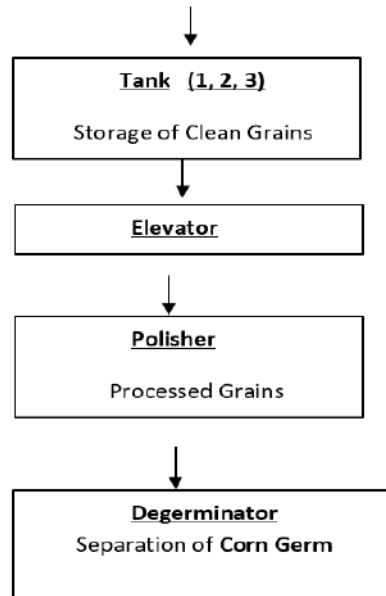 Tank (1, 2, 3)
Storage of Clean Grains
Elevator
Polisher
Processed Grains
Degerminator
Separation of Corn Germ